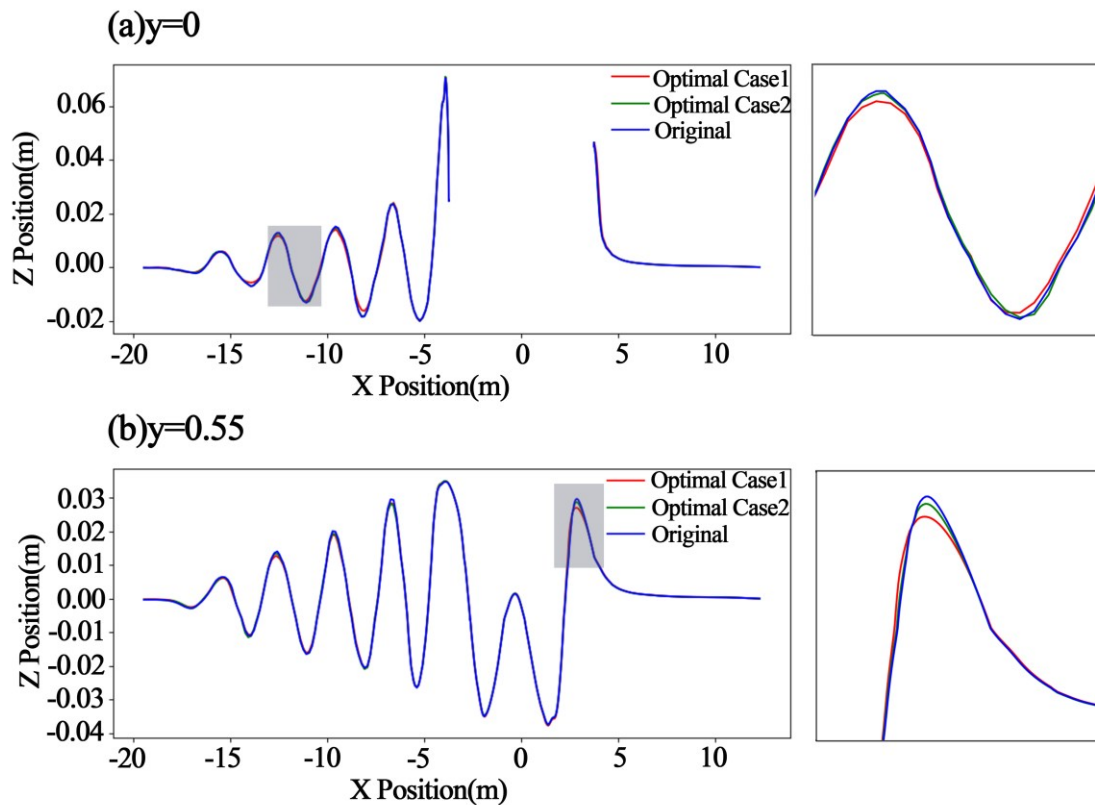 (a)y=0
Optimal Case1
Optimal Case2
Original
Z Position(m)
0.06
0.04
0.02
0.00
-0.02
-20
-15
-10
-5
0
5
10
X Position(m)
(b)y=0.55
Optimal Case1
Optimal Case2
Original
Z Position(m)
0.03
0.02
0.01
0.00
-0.01
-0.02
-0.03
-0.04
-20
-15
-10
-5
0
5
10
X Position(m)